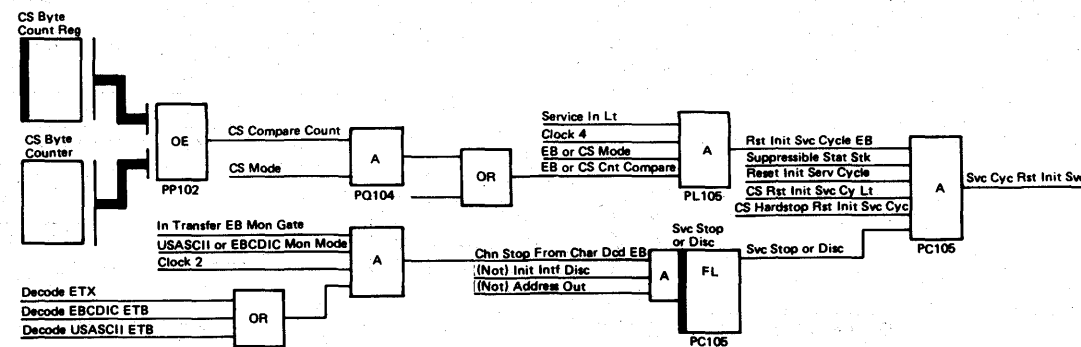 CS Byte
Count Reg
CS Byte
Counter
OE
PP102
CS Compare Count
CS Mode
A
PQ104
OR
Service In Lt
Clock 4
EB or CS Mode
EB or CS Cnt Compare
A
PL105
Rst Init Svc Cycle EB
Suppressible Stat Stk
Reset Init Serv Cycle
CS Rst Init Svc Cy Lt
CS Hardstop Rst Init Svc Cyc
A
PC105
Svc Cyc Rst Init Svc
In Transfer EB Mon Gate
USASCII or EBCDIC Mon Mode
Clock 2
A
Decode ETX
Decode EBCDIC ETB
Decode USASCII ETB
OR
Chn Stop From Char Dcd EB
(Not) Init Intf Disc
(Not) Address Out
A
Svc Stop
or Disc
FL
PC105
Svc Stop or Disc